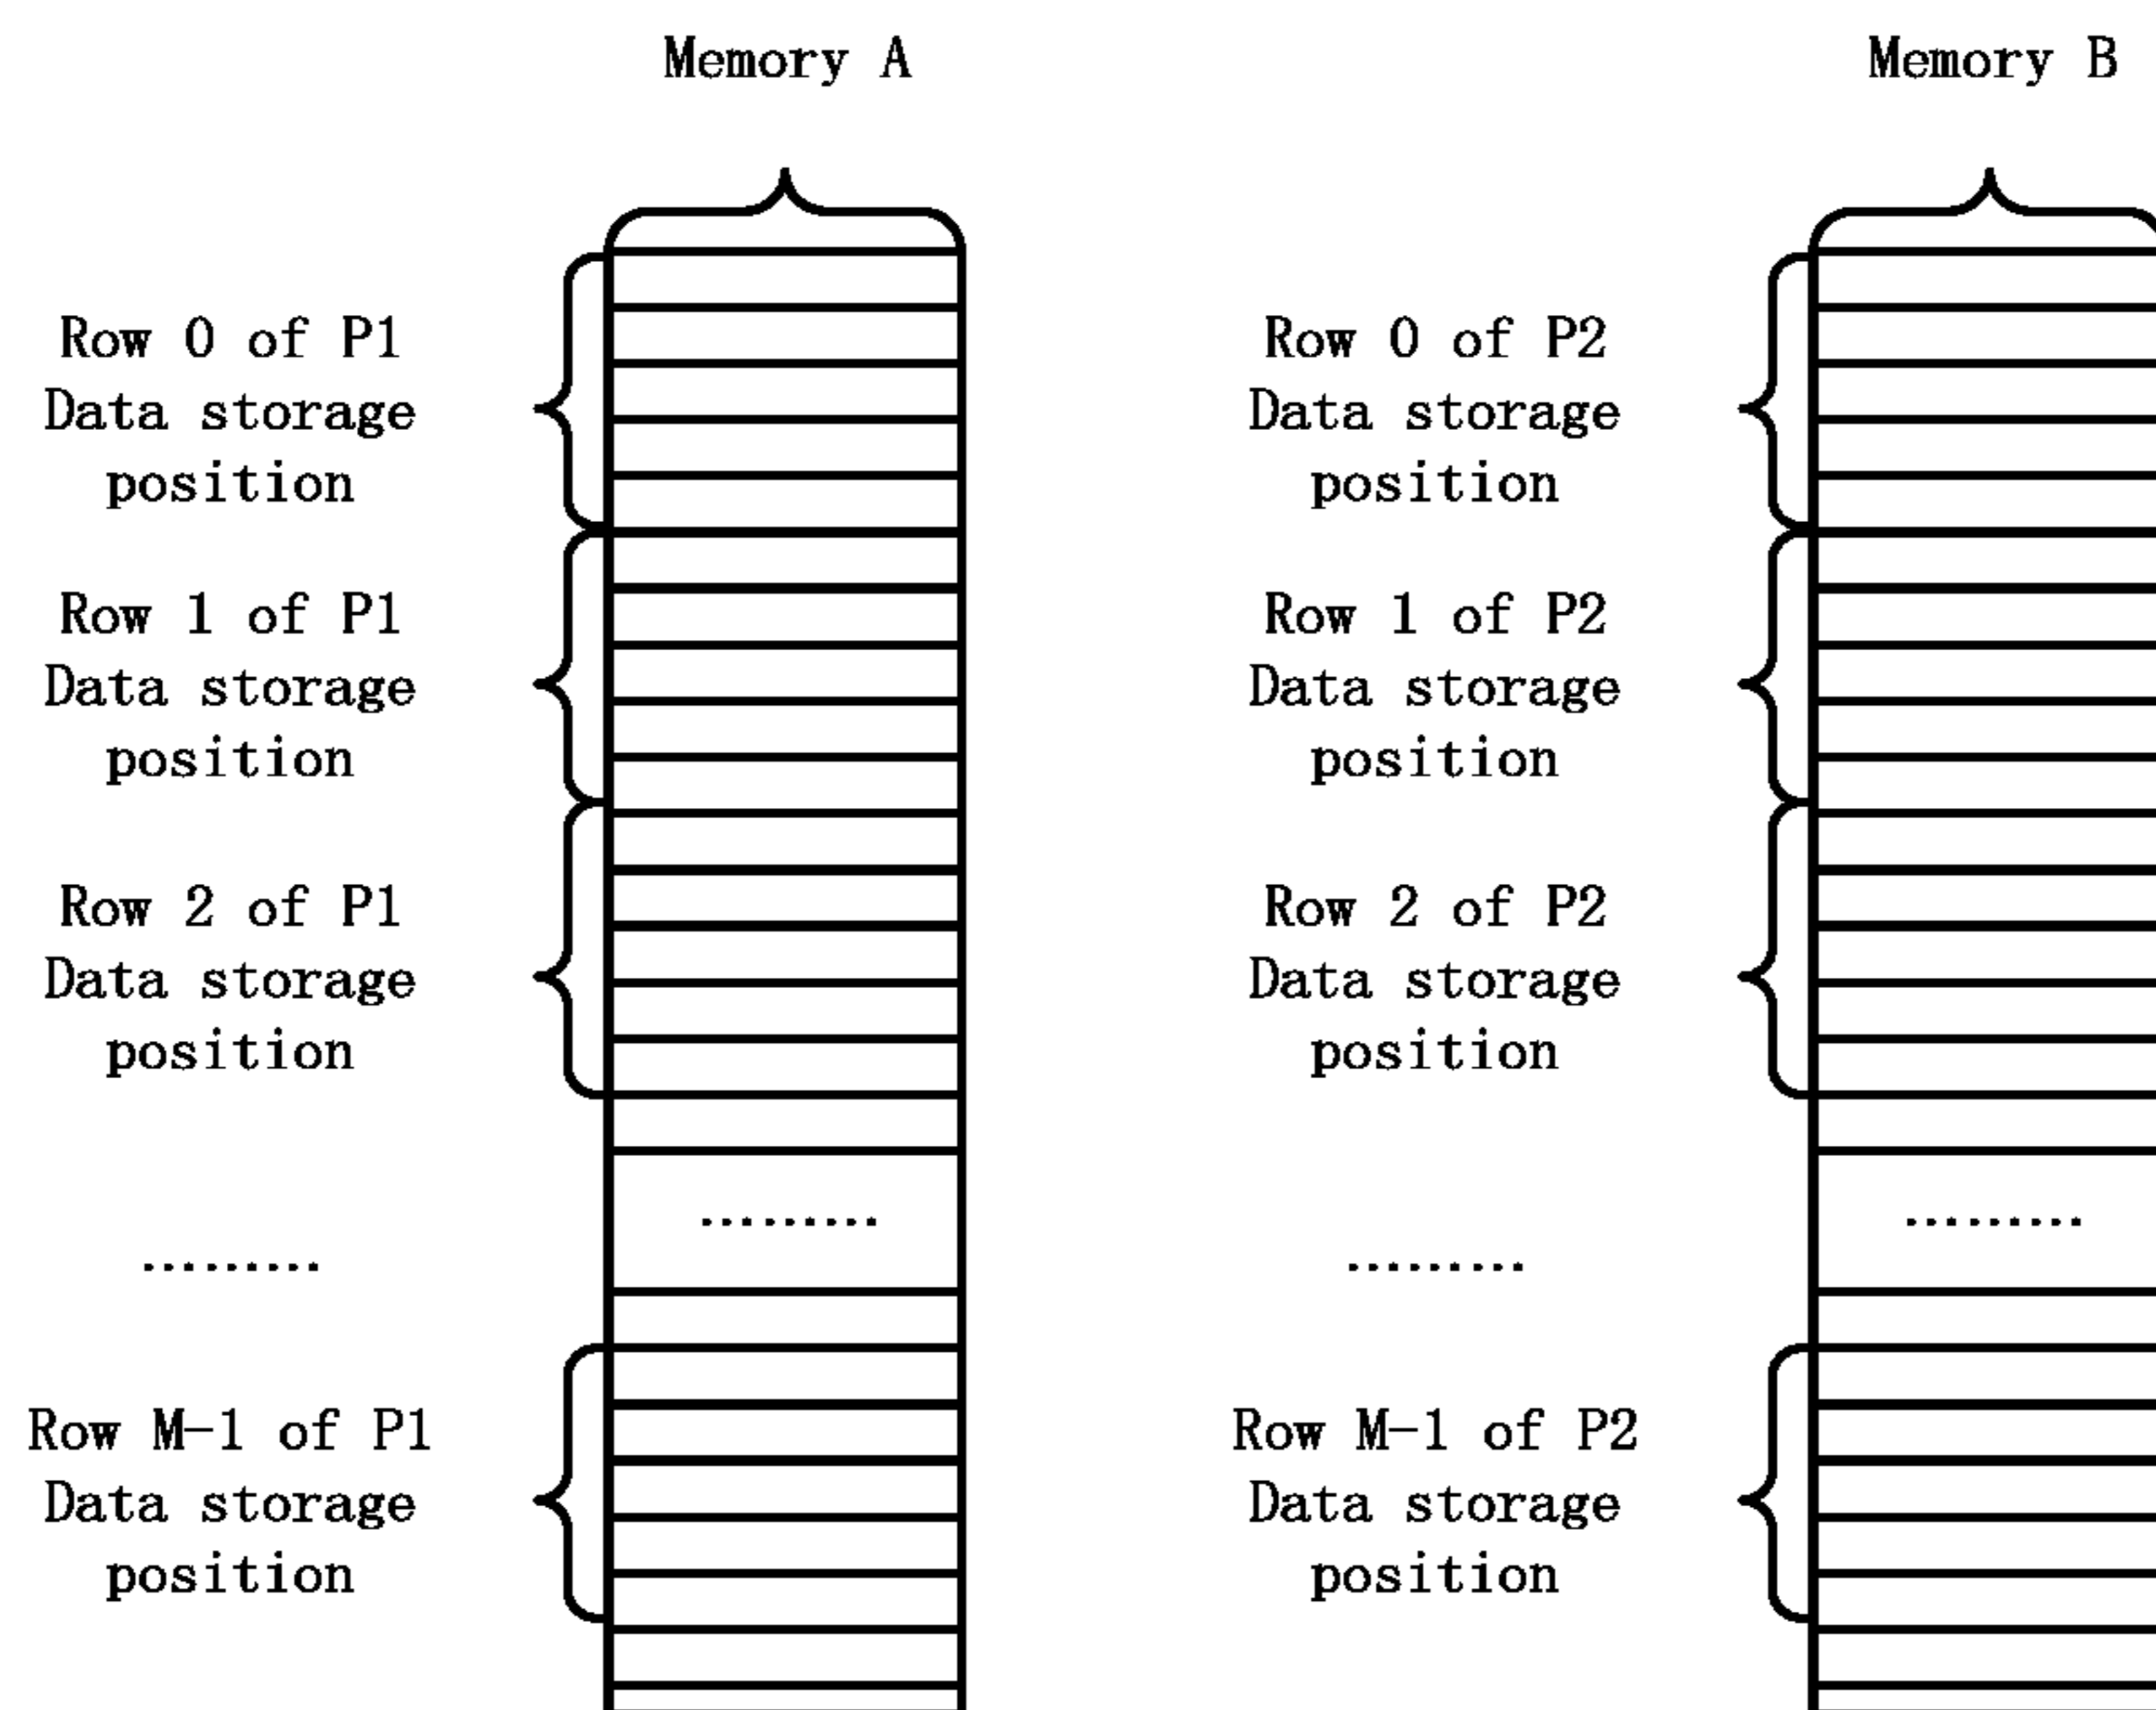 Memory A
Row 0 of P1
Data storage
position
Row 1 of P1
Data storage
position
Row 2 of P1
Data storage
position
.........
.........
Row M-1 of P1
Data storage
position
Memory B
Row 0 of P2
Data storage
position
Row 1 of P2
Data storage
position
Row 2 of P2
Data storage
position
.........
.........
Row M-1 of P2
Data storage
position